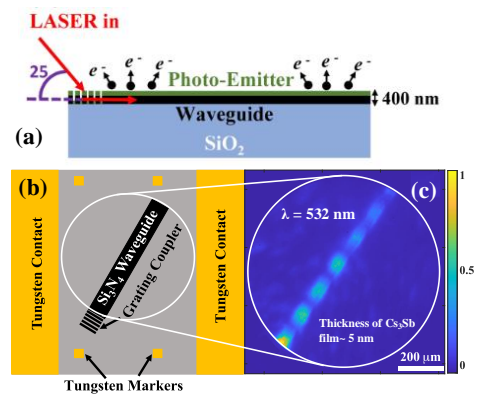 LASER in
25
e- e- e- e- e- e-
Photo-Emitter
Waveguide
400 nm
SiO2
(a)
(b)
Tungsten Contact
Si3N4 Waveguide
Grating Coupler
Tungsten Contact
Tungsten Markers
(c)
λ = 532 nm
Thickness of Cs3Sb
film~ 5 nm
200 μm
1
0.5
0